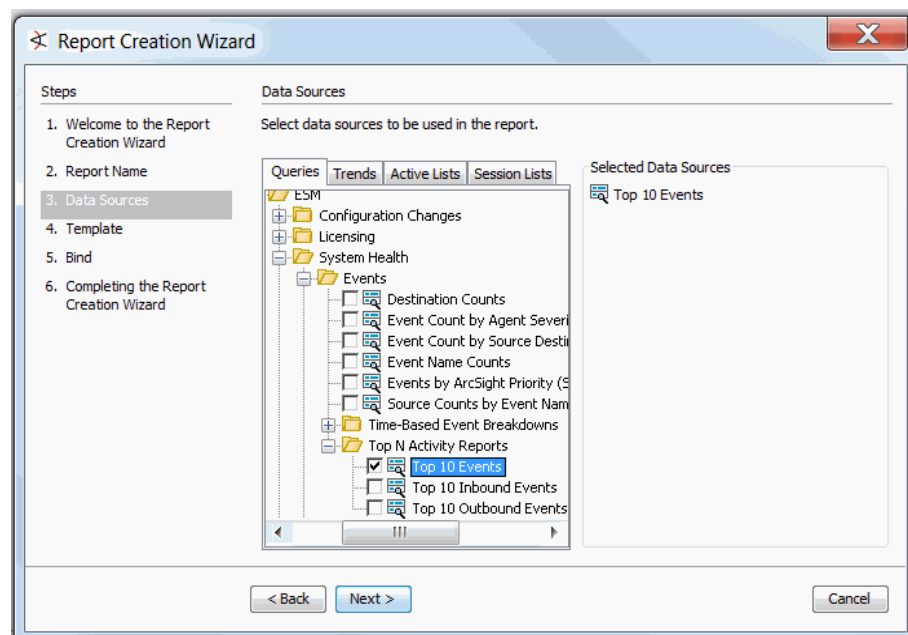 Report Creation Wizard
Steps
1. Welcome to the Report
Creation Wizard
2. Report Name
3. Data Sources
4. Template
5. Bind
6. Completing the Report
Creation Wizard
Data Sources
Select data sources to be used in the report.
Queries Trends Active Lists Session Lists
ESM
Configuration Changes
Licensing
System Health
Events
Destination Counts
Event Count by Agent Severi
Event Count by Source Desti
Event Name Counts
Events by ArcSight Priority (S
Source Counts by Event Nam
Time-Based Event Breakdowns
Top N Activity Reports
Top 10 Events
Top 10 Inbound Events
Top 10 Outbound Events
Selected Data Sources
Top 10 Events
< Back Next > Cancel